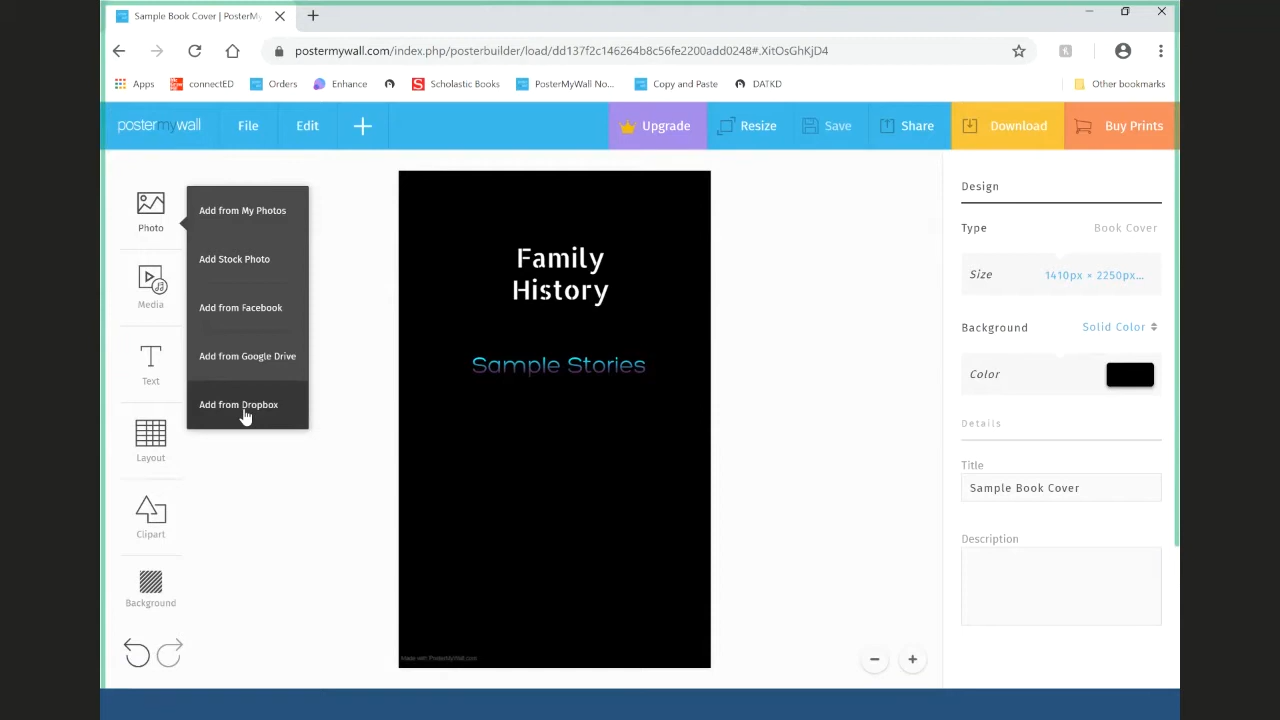 Sample Book Cover | PosterMy
postermywall.com/index.php/posterbuilder/load/dd137f2c146264b8c56fe2200add0248#.XitOsGhKjD4
Apps
connectED
Orders
Enhance
Scholastic Books
PosterMyWall No...
Copy and Paste
DATKD
Other bookmarks
postermywall
File
Edit
Upgrade
Resize
Save
Share
Download
Buy Prints
Photo
Media
Text
Layout
Clipart
Background
Add from My Photos
Add Stock Photo
Add from Facebook
Add from Google Drive
Add from Dropbox
Family
History
Sample Stories
Made with PosterMyWall.com
Design
Type Book Cover
Size 1410px × 2250px...
Background Solid Color
Color
Details
Title
Sample Book Cover
Description